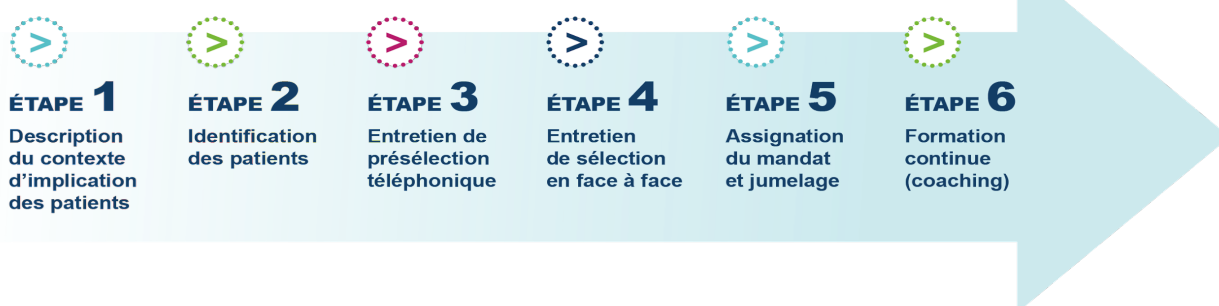 > > > > > >
ÉTAPE 1
Description
du contexte
d’implication
des patients
ÉTAPE 2
Identification
des patients
ÉTAPE 3
Entretien de
présélection
téléphonique
ÉTAPE 4
Entretien
de sélection
en face à face
ÉTAPE 5
Assignation
du mandat
et jumelage
ÉTAPE 6
Formation
continue
(coaching)